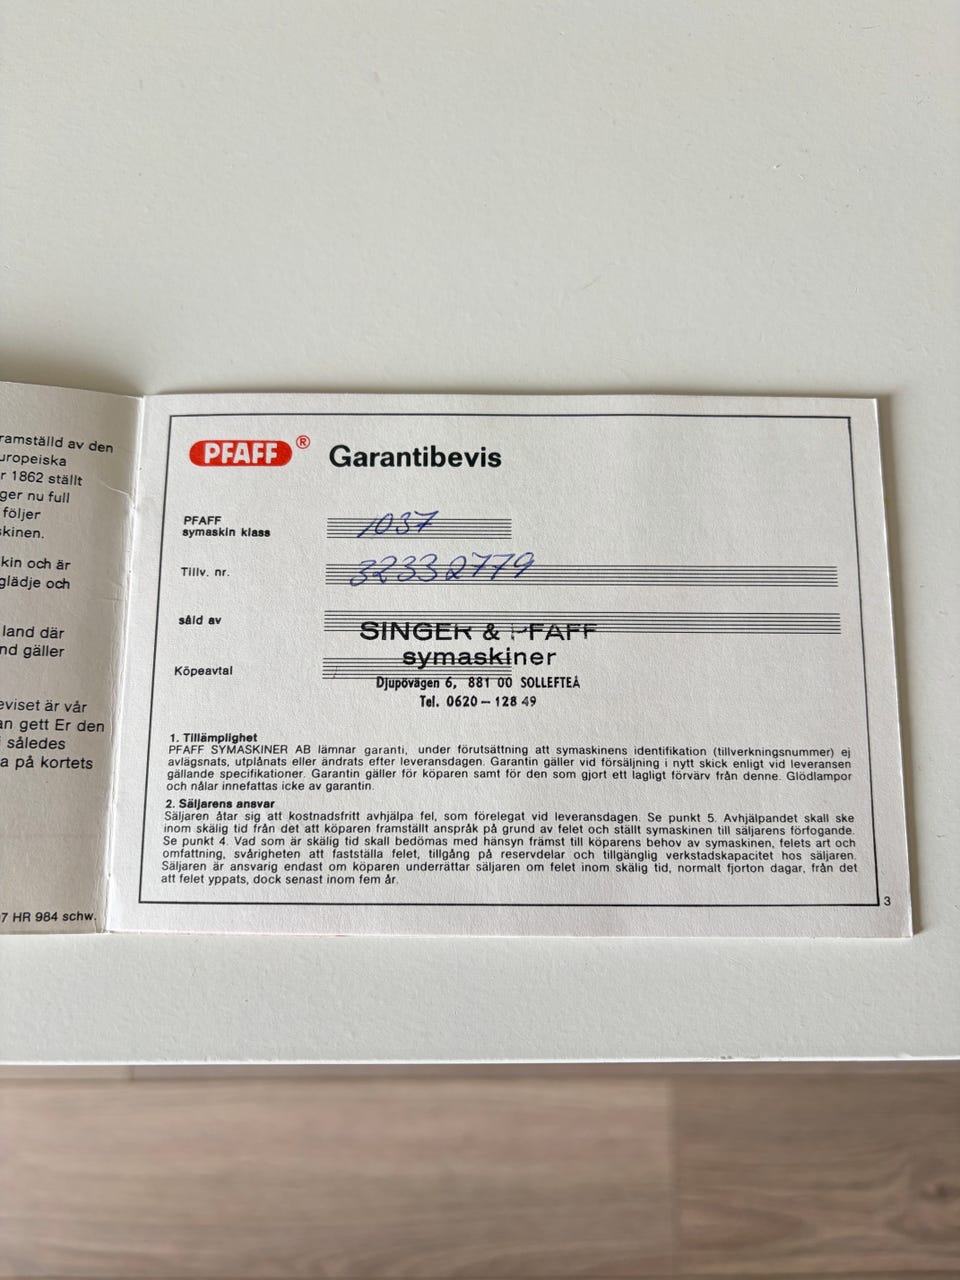 ramställd av den
uropeiska
r 1862 ställt
ger nu full
följer
skinen.
kin och är
glädje och
land där
nd gäller
eviset är vår
an gett Er den
således
a på kortets
7 HR 984 schw.
PFAFF ® Garantibevis
PFAFF
symaskin klass 1037
Tillv. nr. 32332779
såld av
SINGER & PFAFF
symaskiner
Köpeavtal
Djupövägen 6, 881 00 SOLLEFTEÅ
Tel. 0620 – 128 49
1. Tillämplighet
PFAFF SYMASKINER AB lämnar garanti, under förutsättning att symaskinens identifikation (tillverkningsnummer) ej
avlägsnats, utplånats eller ändrats efter leveransdagen. Garantin gäller vid försäljning i nytt skick enligt vid leveransen
gällande specifikationer. Garantin gäller för köparen samt för den som gjort ett lagligt förvärv från denne. Glödlampor
och nålar innefattas icke av garantin.
2. Säljarens ansvar
Säljaren åtar sig att kostnadsfritt avhjälpa fel, som förelegat vid leveransdagen. Se punkt 5. Avhjälpandet skall ske
inom skälig tid från det att köparen framställt anspråk på grund av felet och ställt symaskinen till säljarens förfogande.
Se punkt 4. Vad som är skälig tid skall bedömas med hänsyn främst till köparens behov av symaskinen, felets art och
omfattning, svårigheten att fastställa felet, tillgång på reservdelar och tillgänglig verkstadskapacitet hos säljaren.
Säljaren är ansvarig endast om köparen underrättar säljaren om felet inom skälig tid, normalt fjorton dagar, från det
att felet yppats, dock senast inom fem år.
3